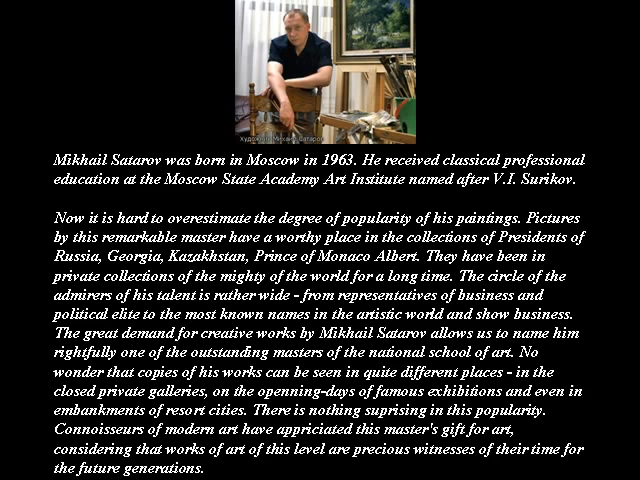 Художник Михаил Сатаров
Mikhail Satarov was born in Moscow in 1963. He received classical professional
education at the Moscow State Academy Art Institute named after V.I. Surikov.
Now it is hard to overestimate the degree of popularity of his paintings. Pictures
by this remarkable master have a worthy place in the collections of Presidents of
Russia, Georgia, Kazakhstan, Prince of Monaco Albert. They have been in
private collections of the mighty of the world for a long time. The circle of the
admirers of his talent is rather wide - from representatives of business and
political elite to the most known names in the artistic world and show business.
The great demand for creative works by Mikhail Satarov allows us to name him
rightfully one of the outstanding masters of the national school of art. No
wonder that copies of his works can be seen in quite different places - in the
closed private galleries, on the openning-days of famous exhibitions and even in
embankments of resort cities. There is nothing suprising in this popularity.
Connoisseurs of modern art have appriciated this master's gift for art,
considering that works of art of this level are precious witnesses of their time for
the future generations.